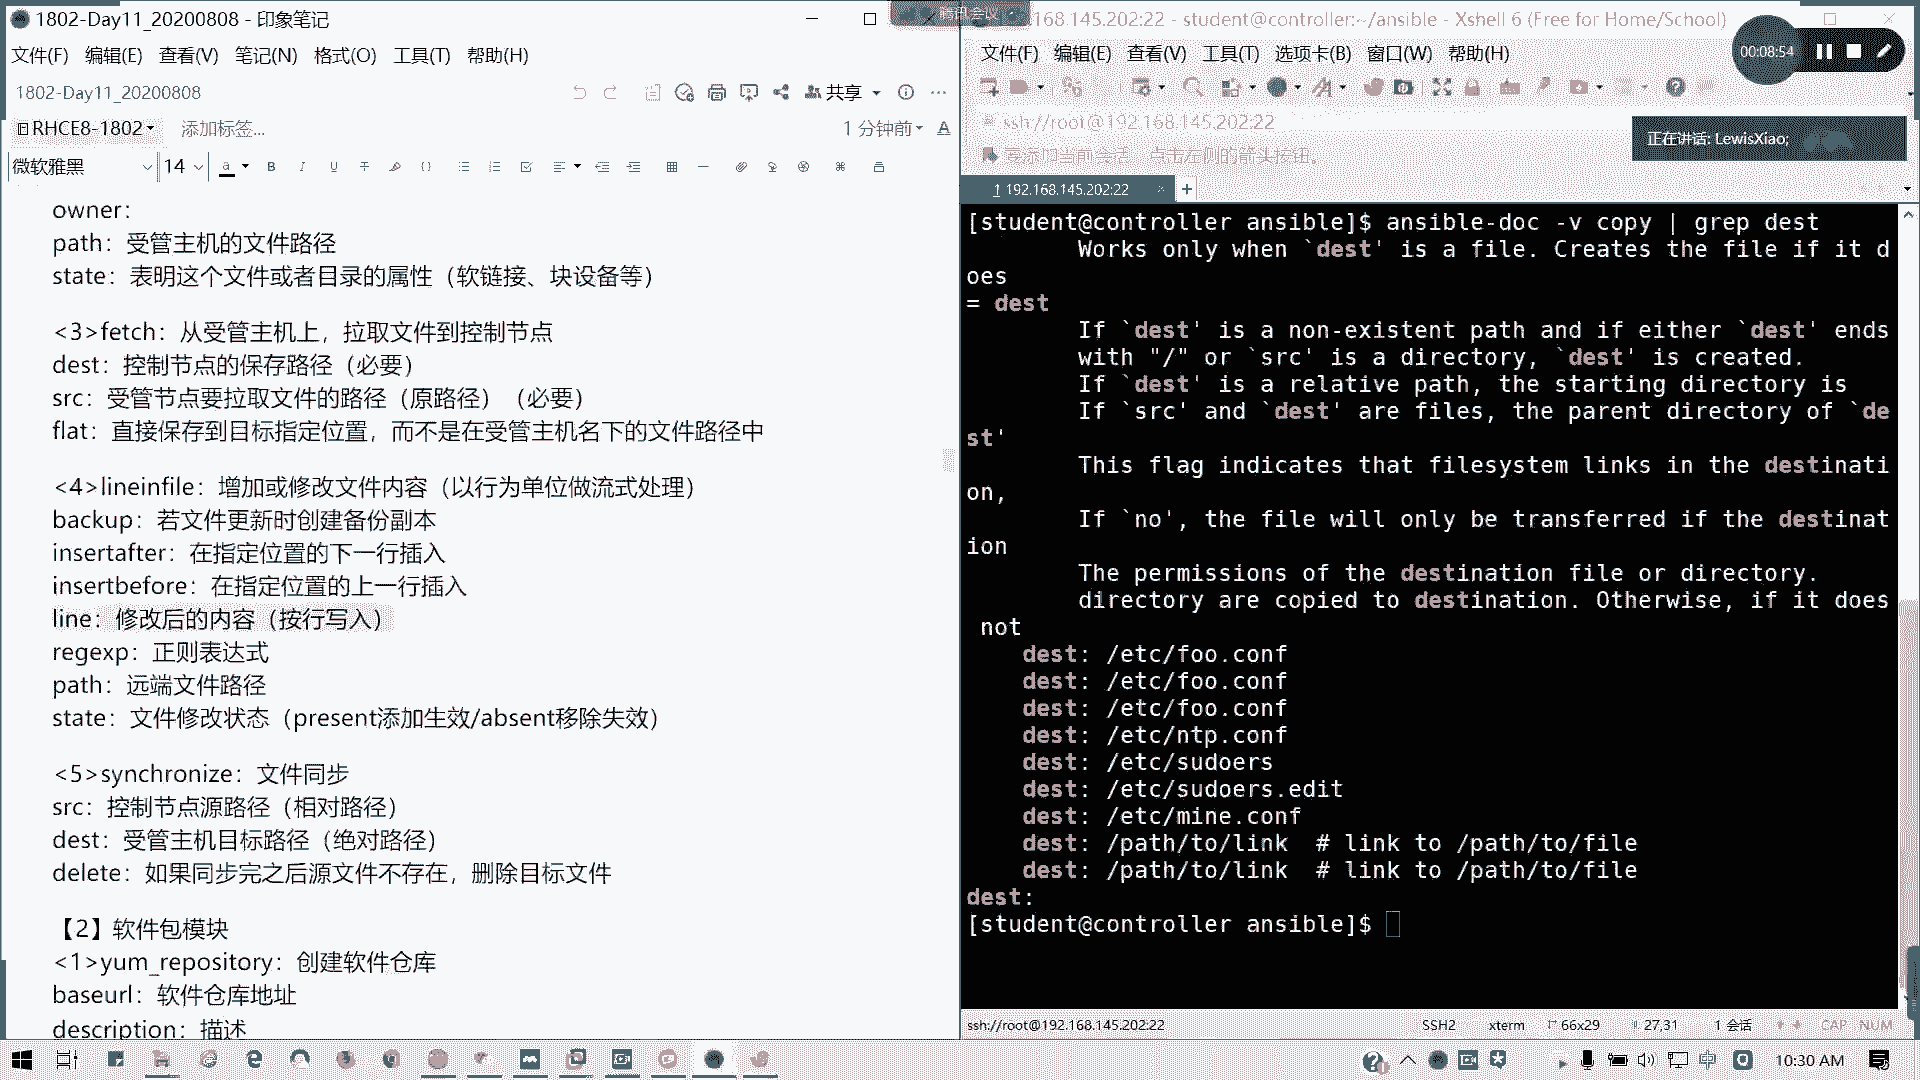 1802-Day11_20200808 - 印象笔记
文件(F) 编辑(E) 查看(V) 笔记(N) 格式(O) 工具(T) 帮助(H)
1802-Day11_20200808
共享
RHCE8-1802
添加标签...
1 分钟前
微软雅黑
14
owner：
path：受管主机的文件路径
state：表明这个文件或者目录的属性（软链接、块设备等）
<3>fetch：从受管主机上，拉取文件到控制节点
dest：控制节点的保存路径（必要）
src：受管节点要拉取文件的路径（原路径）（必要）
flat：直接保存到目标指定位置，而不是在受管主机名下的文件路径中
<4>lineinfile：增加或修改文件内容（以行为单位做流式处理）
backup：若文件更新时创建备份副本
insertafter：在指定位置的下一行插入
insertbefore：在指定位置的上一行插入
line：修改后的内容（按行写入）
regexp：正则表达式
path：远端文件路径
state：文件修改状态（present添加生效/absent移除失效）
<5>synchronize：文件同步
src：控制节点源路径（相对路径）
dest：受管主机目标路径（绝对路径）
delete：如果同步完之后源文件不存在，删除目标文件
【2】软件包模块
<1>yum_repository：创建软件仓库
baseurl：软件仓库地址
description：描述
腾讯会议
168.145.202:22 - student@controller:~/ansible - Xshell 6 (Free for Home/School)
文件(F) 编辑(E) 查看(V) 工具(T) 选项卡(B) 窗口(W) 帮助(H)
00:08:54
ssh://root@192.168.145.202:22
要添加当前会话，点击左侧的箭头按钮。
正在讲话: LewisXiao;
1 192.168.145.202:22
[student@controller ansible]$ ansible-doc -v copy | grep dest
Works only when `dest' is a file. Creates the file if it d
oes
= dest
If `dest' is a non-existent path and if either `dest' ends
with "/" or `src' is a directory, `dest' is created.
If `dest' is a relative path, the starting directory is
If `src' and `dest' are files, the parent directory of `de
st'
This flag indicates that filesystem links in the destinati
on,
If `no', the file will only be transferred if the destinat
ion
The permissions of the destination file or directory.
directory are copied to destination. Otherwise, if it does
not
dest: /etc/foo.conf
dest: /etc/foo.conf
dest: /etc/foo.conf
dest: /etc/ntp.conf
dest: /etc/sudoers
dest: /etc/sudoers.edit
dest: /etc/mine.conf
dest: /path/to/link  # link to /path/to/file
dest: /path/to/link  # link to /path/to/file
dest:
[student@controller ansible]$
ssh://root@192.168.145.202:22
SSH2
xterm
66x29
27,31
1 会话
CAP NUM
中
10:30 AM